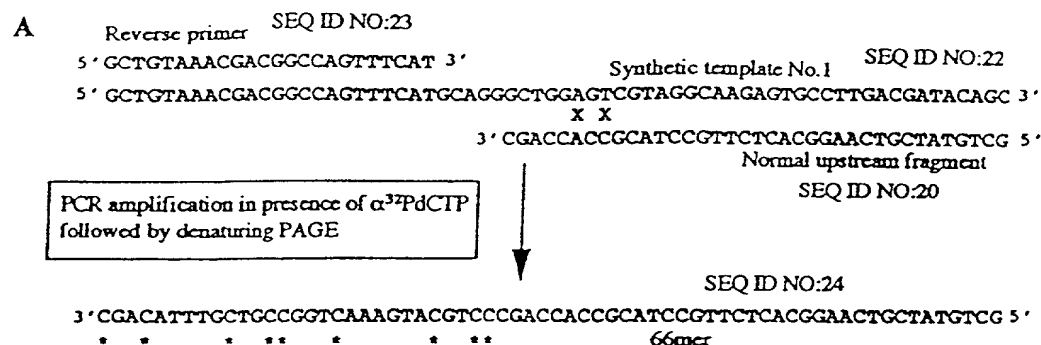 A
SEQ ID NO:23
Reverse primer
5'GCTGTAAACGACGGCCAGTTTCAT 3'
Synthetic template No.1 SEQ ID NO:22
5'GCTGTAAACGACGGCCAGTTTCATGCAGGGCTGGAGTCGTAGGCAAGAGTGCCTTGACGATACAGC 3'
X X
3'CGACCACCGCATCCGTTCTCACGGAACTGCTATGTCG 5'
Normal upstream fragment
SEQ ID NO:20
PCR amplification in presence of α³²PdCTP
followed by denaturing PAGE
SEQ ID NO:24
3'CGACATTTGCTGCCGGTCAAAGTACGTCCCGACCACCGCATCCGTTCTCACGGAACTGCTATGTCG 5'
* * * ** * * ** 66mer